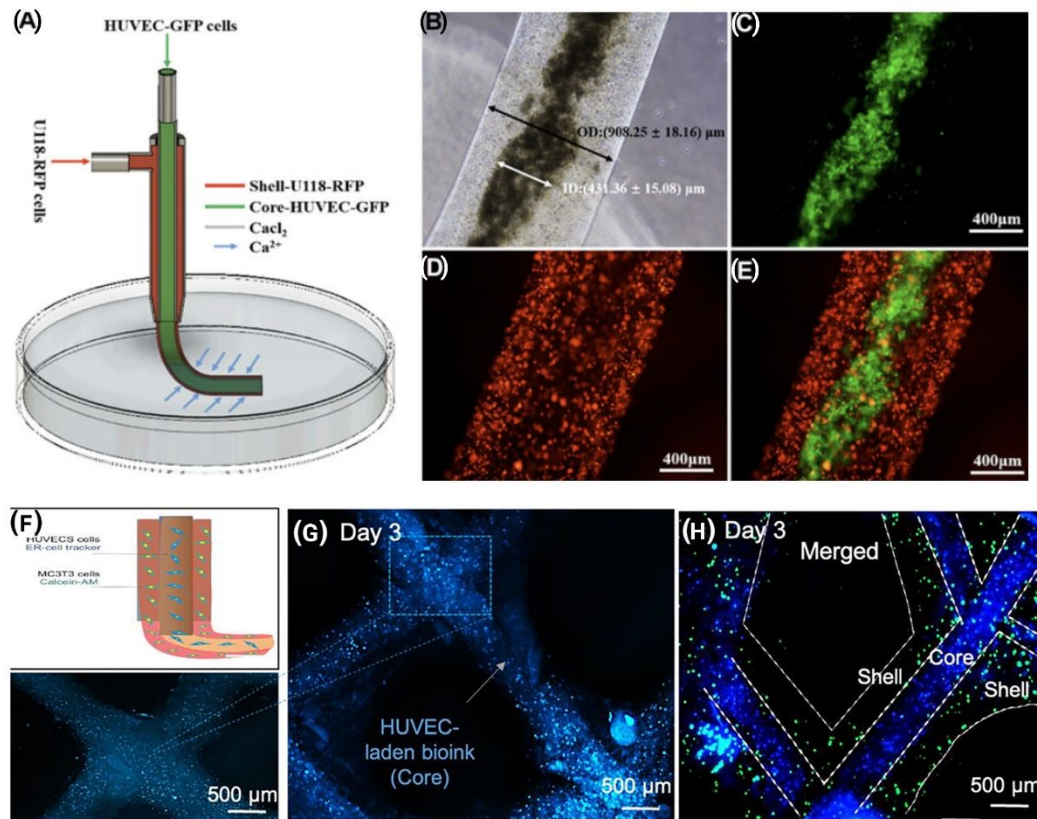 (A)
HUVEC-GFP cells
U118-RFP cells
Shell-U118-RFP
Core-HUVEC-GFP
Cacl₂
Ca²⁺
(B)
OD:(908.25 ± 18.16) μm
ID:(431.36 ± 15.08) μm
(C)
400μm
(D)
400μm
(E)
400μm
(F)
HUVECS cells
ER-cell tracker
MC3T3 cells
Calcein-AM
500 μm
(G) Day 3
HUVEC-
laden bioink
(Core)
500 μm
(H) Day 3
Merged
Shell
Core
Shell
500 μm